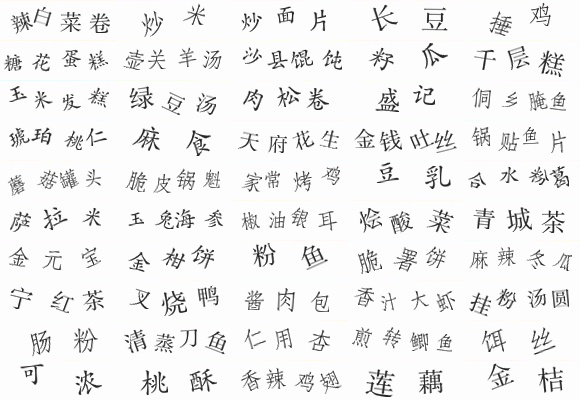 辣白菜卷 炒米 炒面片 长豆 捶鸡
糖花蛋糕 壶关羊汤 沙县馄饨 籽瓜 千层糕
玉米发糕 绿豆汤 肉松卷 盛记 侗乡腌鱼
琥珀桃仁 麻食 天府花生 金钱吐丝 锅贴鱼片
蘑菇罐头 脆皮锅魁 家常烤鸡 豆乳 合水粉葛
萨拉米 玉兔海参 椒油银耳 烩酸菜 青城茶
金元宝 金柑饼 粉鱼 脆署饼 麻辣冬瓜
宁红茶 叉烧鸭 酱肉包 香汁大虾 挂粉汤圆
肠粉 清蒸刀鱼 仁用杏 煎转鲫鱼 饵丝
可浓 桃酥 香辣鸡翅 莲藕 金桔